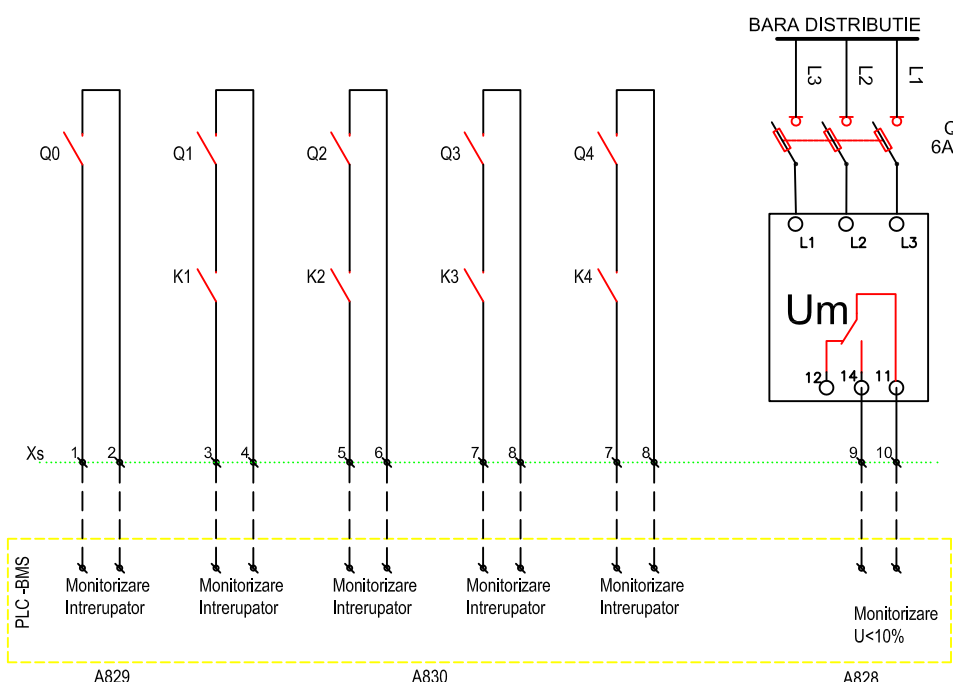 BARA DISTRIBUTIE
L3 L2 L1
Q0 Q1 Q2 Q3 Q4 Q
6A
L1 L2 L3
K1 K2 K3 K4
Um
12 14 11
Xs 1 2 3 4 5 6 7 8 7 8 9 10
PLC -BMS
Monitorizare
Intrerupator
Monitorizare
Intrerupator
Monitorizare
Intrerupator
Monitorizare
Intrerupator
Monitorizare
Intrerupator
Monitorizare
U<10%
A829 A830 A828